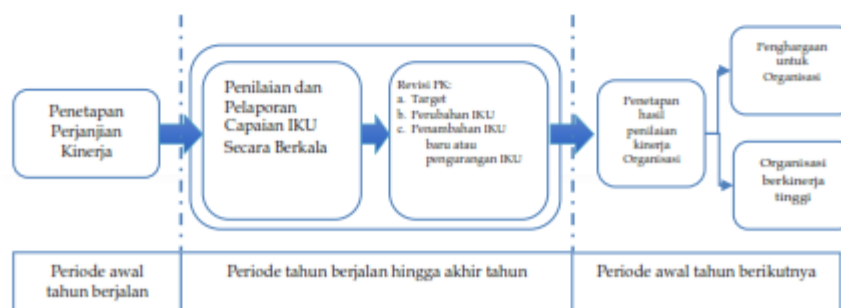 Penetapan
Perjanjian
Kinerja
Penilaian dan
Pelaporan
Capaian IKU
Secara Berkala
Revisi PK:
a. Target
b. Perubahan IKU
c. Penambahan IKU
baru atau
pengurangan IKU
Penetapan
hasil
penilaian
kinerja
Organisasi
Penghargaan
untuk
Organisasi
Organisasi
berkinerja
tinggi
Periode awal
tahun berjalan
Periode tahun berjalan hingga akhir tahun
Periode awal tahun berikutnya